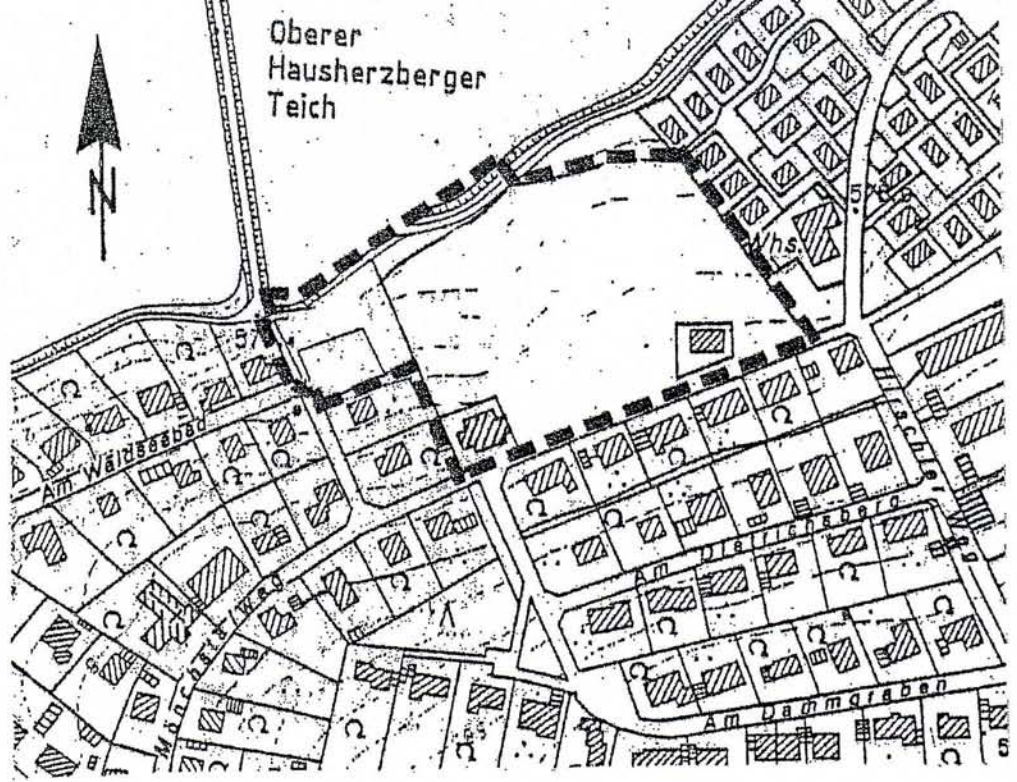 Oberer
Hausherzberger
Teich
N
Whs.
Am Waldseebad
Am Dietrichsberg
Am Dammgraben